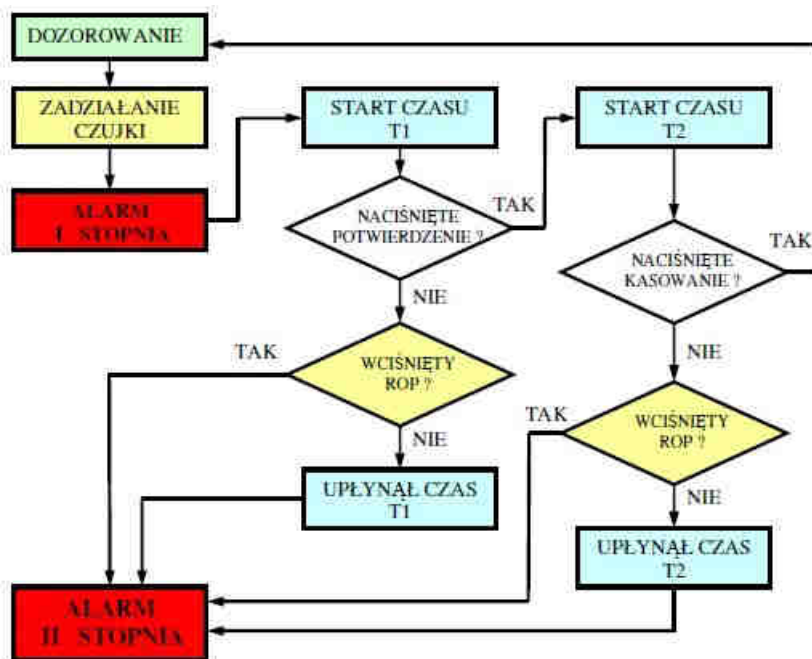 DOZOROWANIE
ZADZIAŁANIE
CZUJKI
ALARM
I STOPNIA
START CZASU
T1
NACIŚNIĘTE
POTWIERDZENIE ?
TAK
NIE
WCIŚNIĘTY
ROP ?
TAK
NIE
UPŁYNĄŁ CZAS
T1
START CZASU
T2
NACIŚNIĘTE
KASOWANIE ?
TAK
NIE
WCIŚNIĘTY
ROP ?
TAK
NIE
UPŁYNĄŁ CZAS
T2
ALARM
II STOPNIA